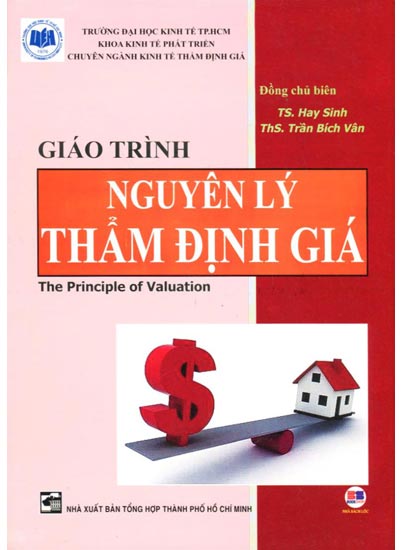 TRƯỜNG ĐẠI HỌC KINH TẾ TP.HCM
KHOA KINH TẾ PHÁT TRIỂN
CHUYÊN NGÀNH KINH TẾ THẨM ĐỊNH GIÁ
UEH
1976
Đồng chủ biên
TS. Hay Sinh
ThS. Trần Bích Vân
GIÁO TRÌNH
NGUYÊN LÝ
THẨM ĐỊNH GIÁ
The Principle of Valuation
NHÀ XUẤT BẢN TỔNG HỢP THÀNH PHỐ HỒ CHÍ MINH